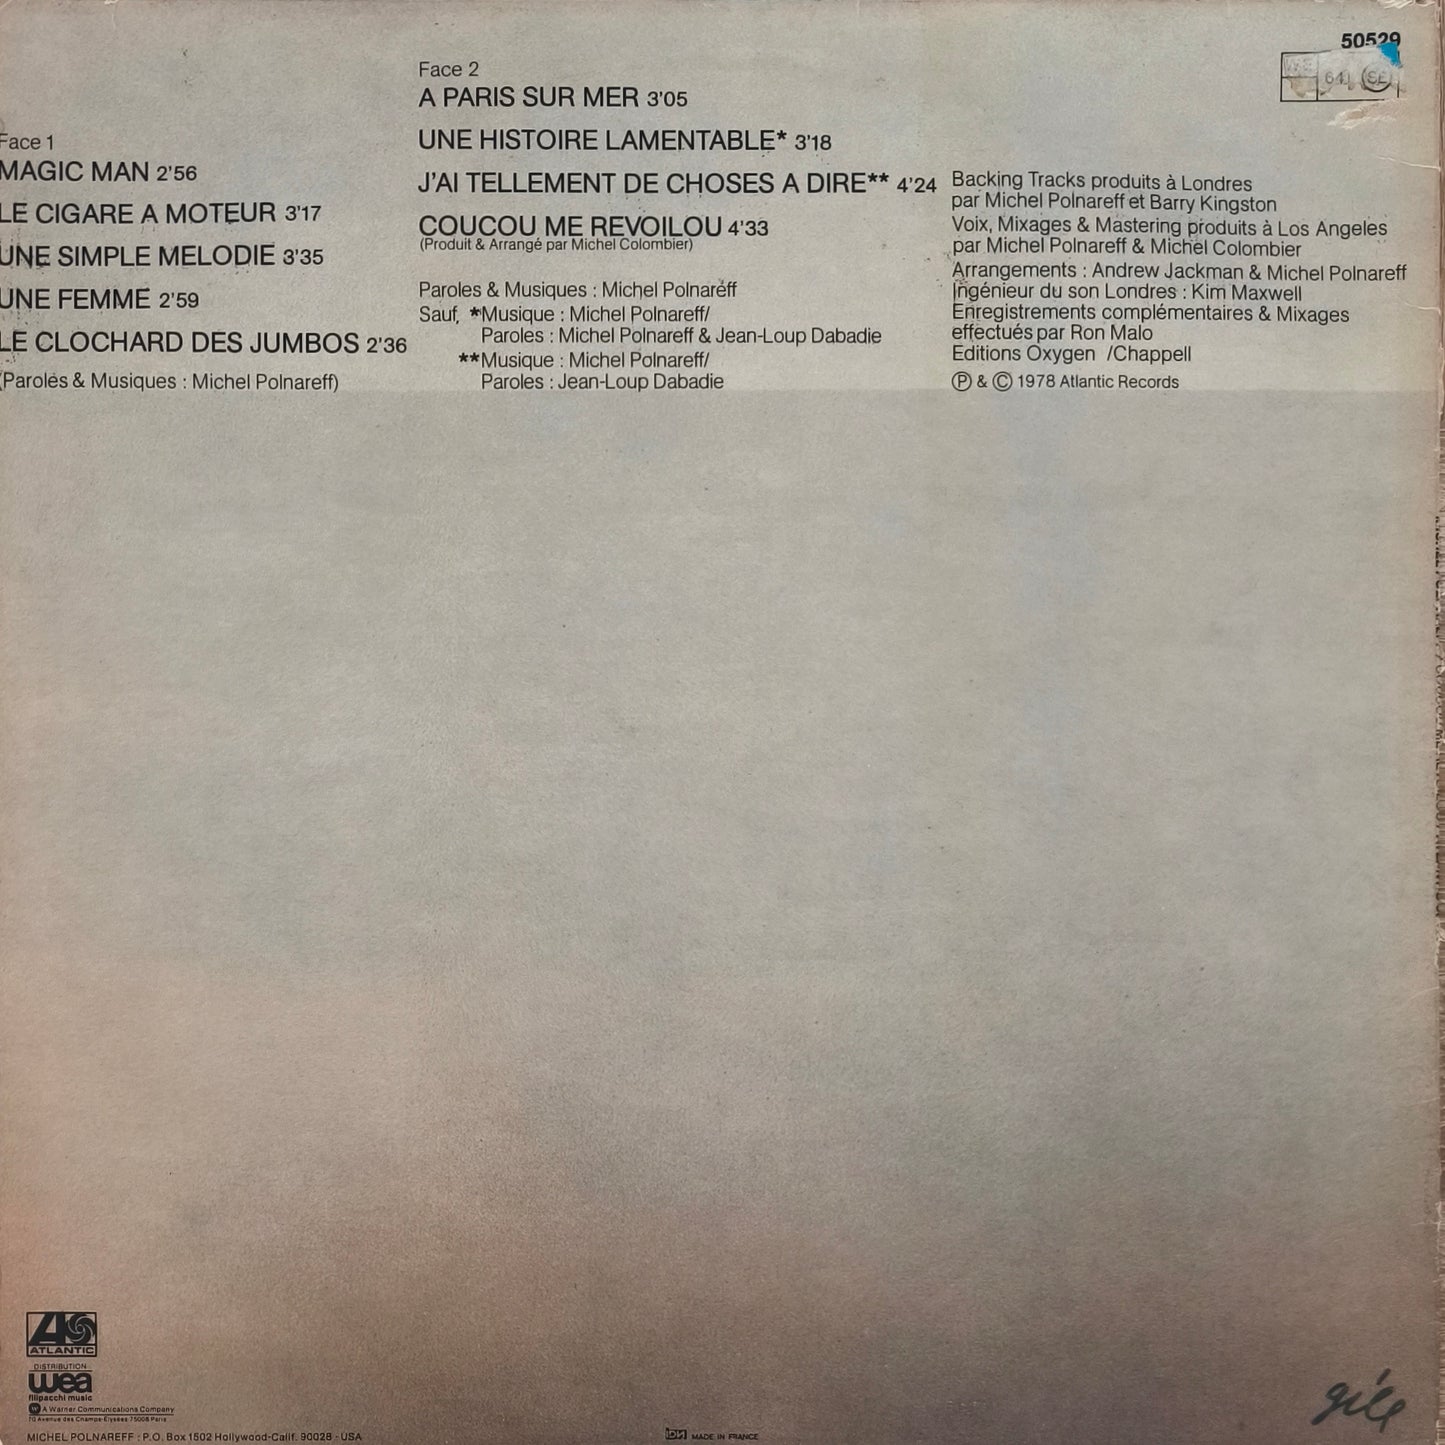 50529
641 SE
Face 1
MAGIC MAN 2'56
LE CIGARE A MOTEUR 3'17
UNE SIMPLE MELODIE 3'35
UNE FEMME 2'59
LE CLOCHARD DES JUMBOS 2'36
(Paroles & Musiques : Michel Polnareff)
Face 2
A PARIS SUR MER 3'05
UNE HISTOIRE LAMENTABLE* 3'18
J'AI TELLEMENT DE CHOSES A DIRE** 4'24
COUCOU ME REVOILOU 4'33
(Produit & Arrangé par Michel Colombier)
Paroles & Musiques : Michel Polnareff
Sauf, *Musique : Michel Polnareff/
Paroles : Michel Polnareff & Jean-Loup Dabadie
**Musique : Michel Polnareff/
Paroles : Jean-Loup Dabadie
Backing Tracks produits à Londres
par Michel Polnareff et Barry Kingston
Voix, Mixages & Mastering produits à Los Angeles
par Michel Polnareff & Michel Colombier
Arrangements : Andrew Jackman & Michel Polnareff
Ingénieur du son Londres : Kim Maxwell
Enregistrements complémentaires & Mixages
effectués par Ron Malo
Editions Oxygen /Chappell
Ⓟ & © 1978 Atlantic Records
ATLANTIC
DISTRIBUTION
wea
filipacchi music
A Warner Communications Company
70 Avenue des Champs-Elysées 75008 Paris
MICHEL POLNAREFF : P.O. Box 1502 Hollywood-Calif. 90028 - USA
MADE IN FRANCE